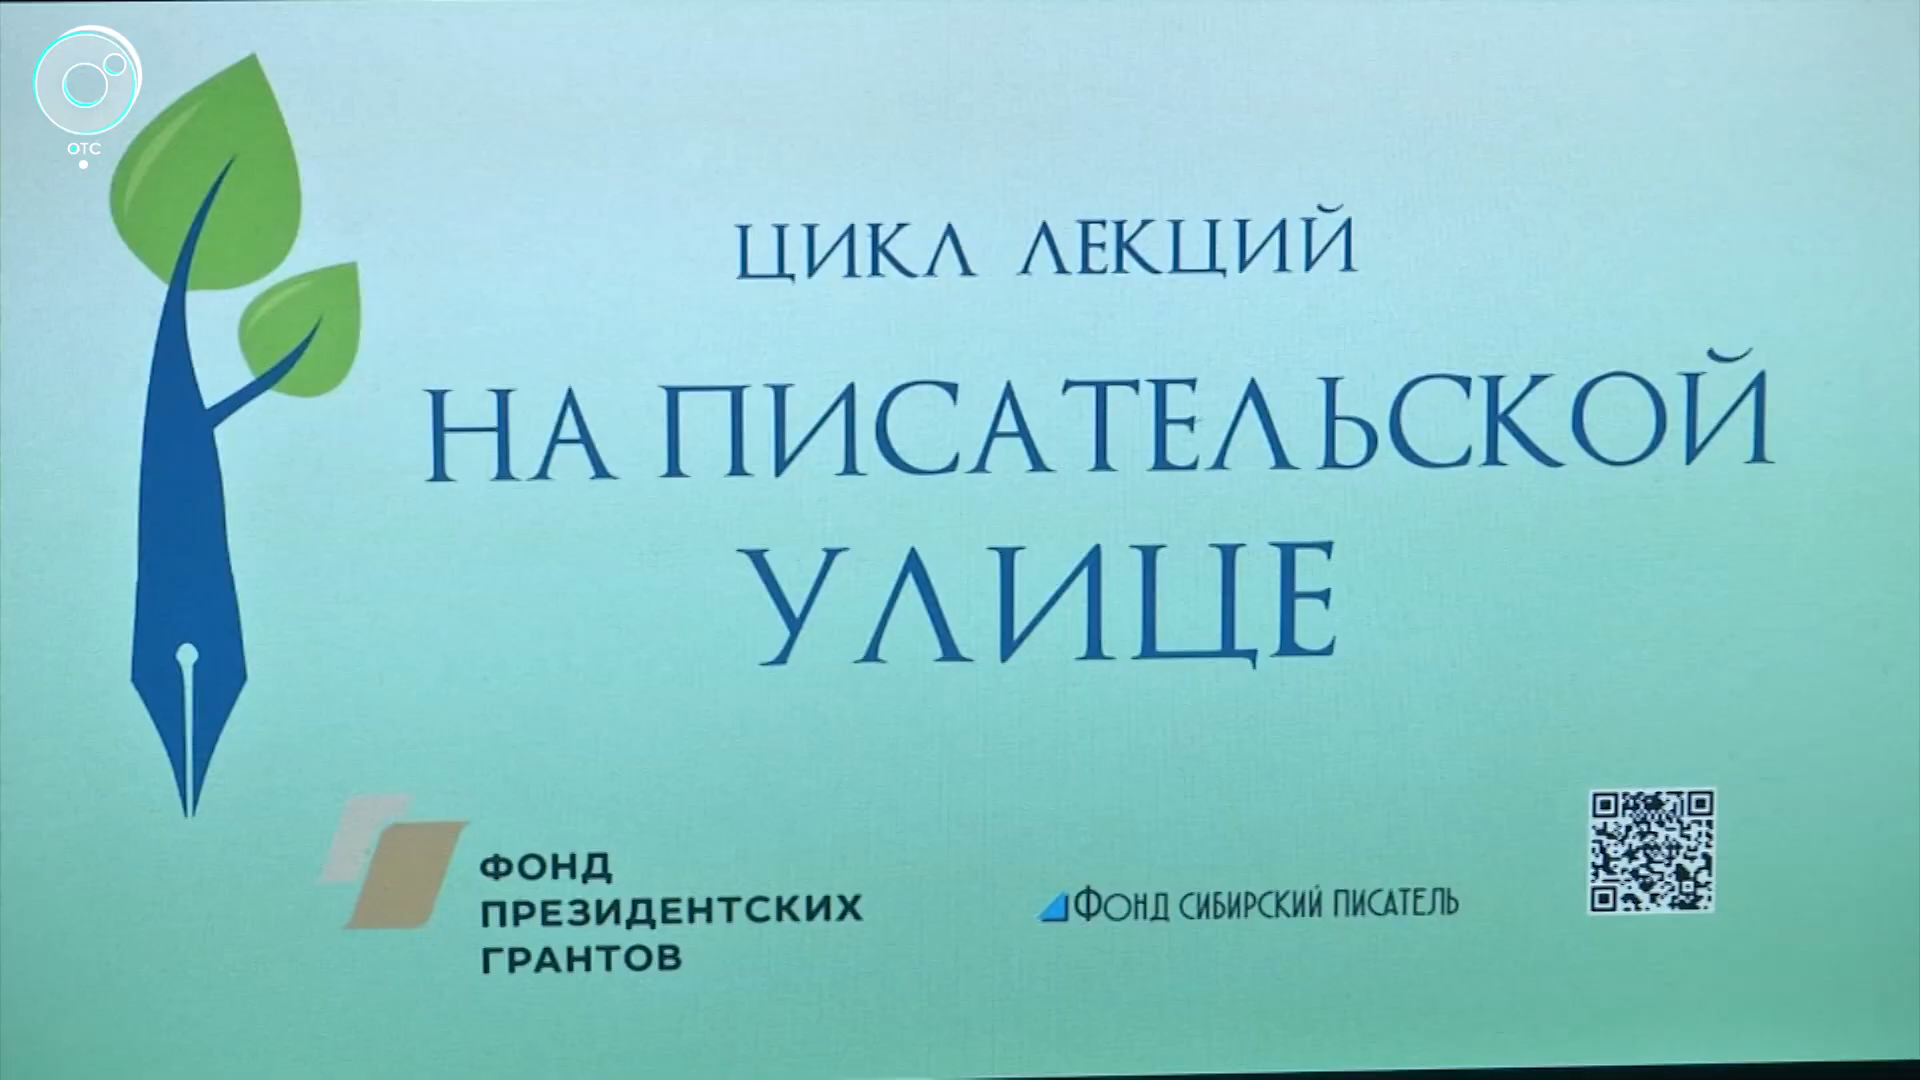 ОТС
ЦИКЛ ЛЕКЦИЙ
НА ПИСАТЕЛЬСКОЙ
УЛИЦЕ
ФОНД
ПРЕЗИДЕНТСКИХ
ГРАНТОВ
ФОНД СИБИРСКИЙ ПИСАТЕЛЬ